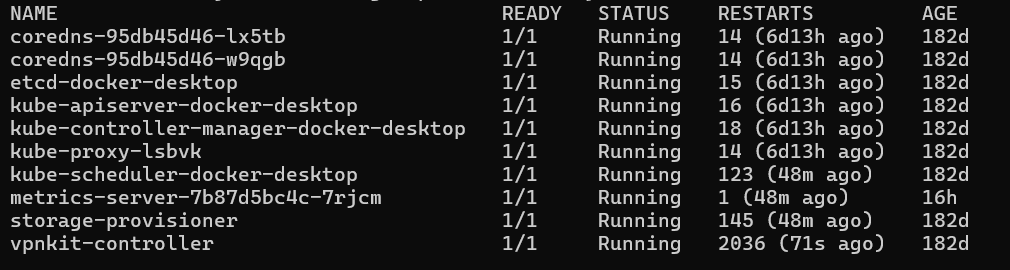 NAME READY STATUS RESTARTS AGE
coredns-95db45d46-lx5tb 1/1 Running 14 (6d13h ago) 182d
coredns-95db45d46-w9qgb 1/1 Running 14 (6d13h ago) 182d
etcd-docker-desktop 1/1 Running 15 (6d13h ago) 182d
kube-apiserver-docker-desktop 1/1 Running 16 (6d13h ago) 182d
kube-controller-manager-docker-desktop 1/1 Running 18 (6d13h ago) 182d
kube-proxy-lsbvk 1/1 Running 14 (6d13h ago) 182d
kube-scheduler-docker-desktop 1/1 Running 123 (48m ago) 182d
metrics-server-7b87d5bc4c-7rjcm 1/1 Running 1 (48m ago) 16h
storage-provisioner 1/1 Running 145 (48m ago) 182d
vpnkit-controller 1/1 Running 2036 (71s ago) 182d